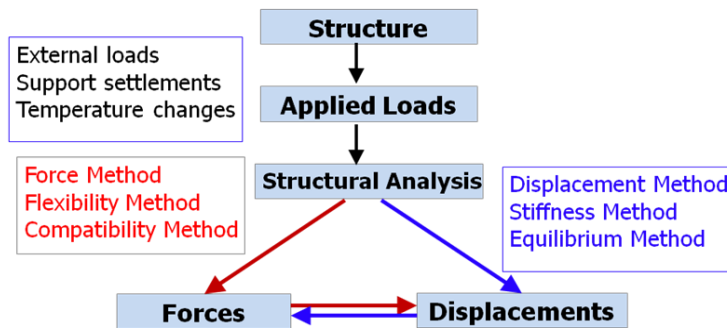 Structure
External loads
Support settlements
Temperature changes
Applied Loads
Force Method
Flexibility Method
Compatibility Method
Structural Analysis
Displacement Method
Stiffness Method
Equilibrium Method
Forces
Displacements